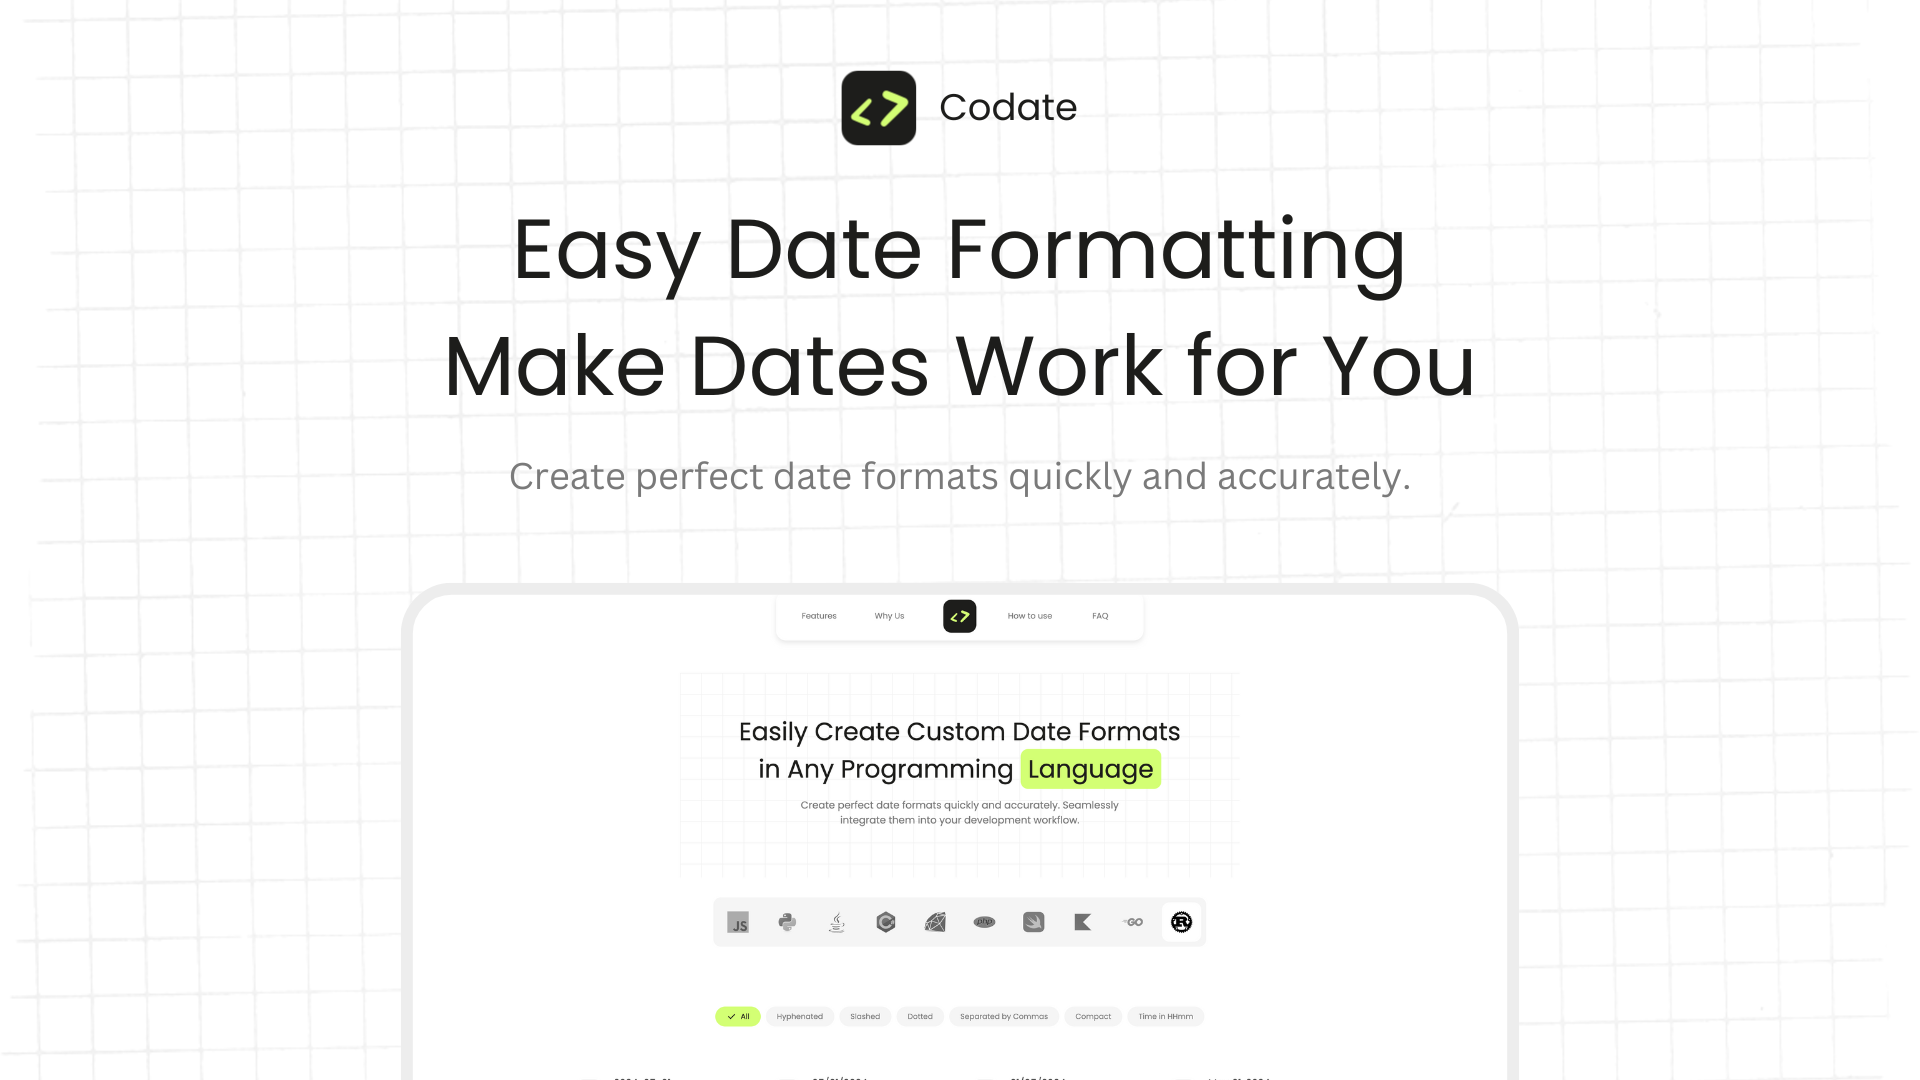 Codate
Easy Date Formatting
Make Dates Work for You
Create perfect date formats quickly and accurately.
Features Why Us How to use FAQ
Easily Create Custom Date Formats
in Any Programming Language
Create perfect date formats quickly and accurately. Seamlessly
integrate them into your development workflow.
JS php GO R
All Hyphenated Slashed Dotted Separated by Commas Compact Time in HHmm